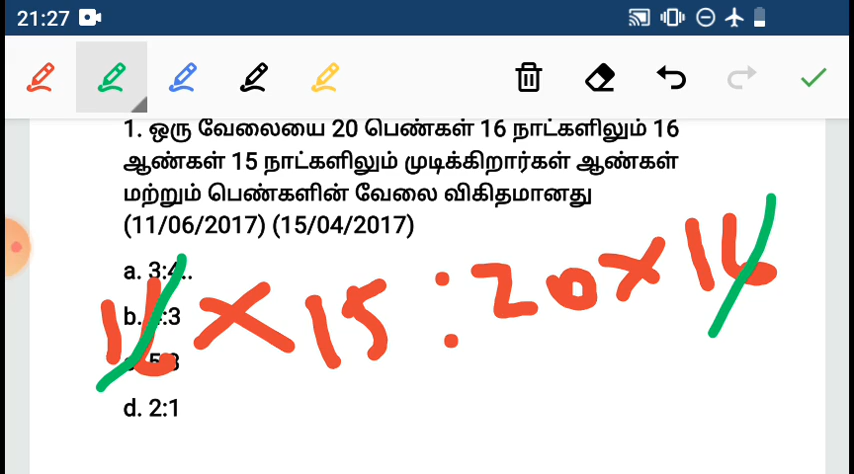 21:27
1. ஒரு வேலையை 20 பெண்கள் 16 நாட்களிலும் 16
ஆண்கள் 15 நாட்களிலும் முடிக்கிறார்கள் ஆண்கள்
மற்றும் பெண்களின் வேலை விகிதமானது
(11/06/2017) (15/04/2017)
a. 3:4..
16 X 15 : 20 X 16
d. 2:1